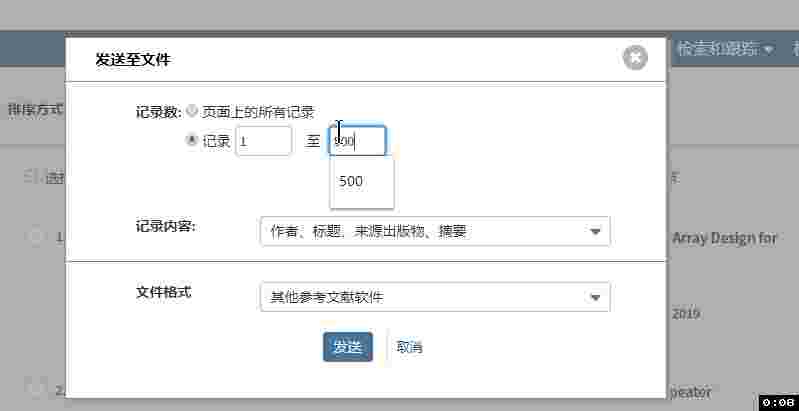 发送至文件
检索和跟踪
排序方式
记录数: 页面上的所有记录
记录 1 至 500
500
1.
Array Design for
记录内容: 作者、标题、来源出版物、摘要
文件格式 其他参考文献软件
2019
发送 取消
2.
peater
0:08